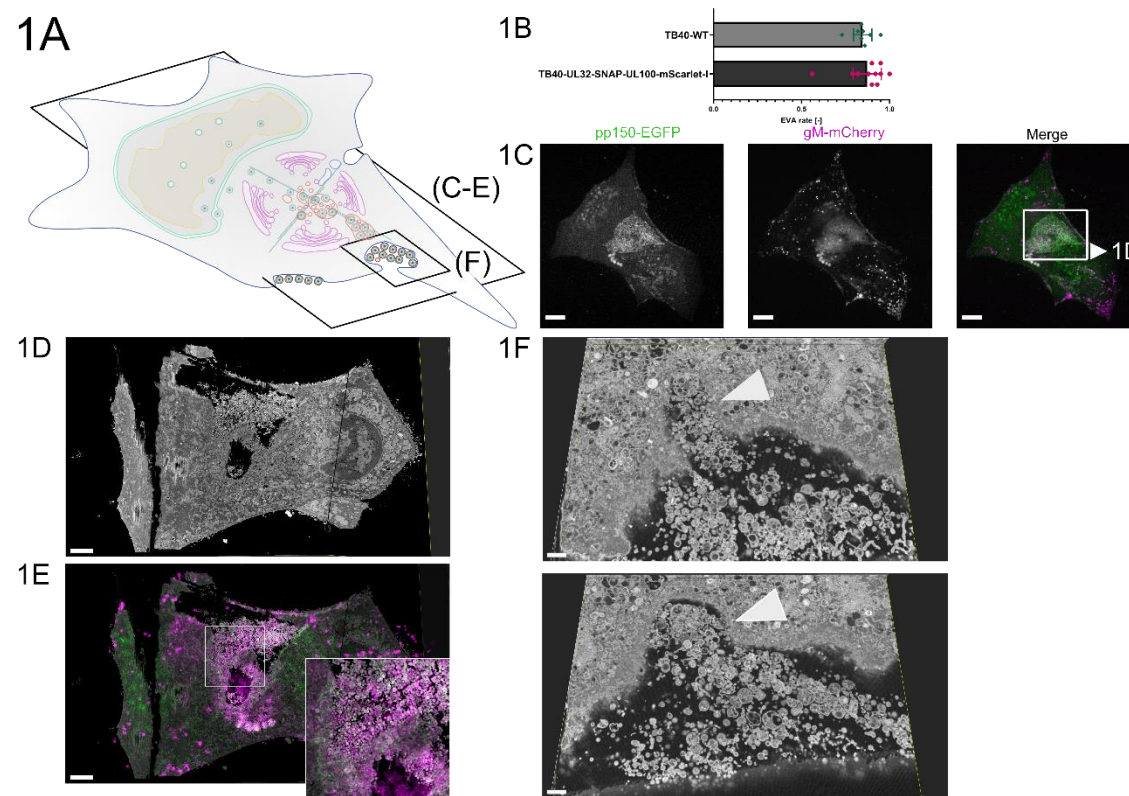 1A
(C-E)
(F)
1B
TB40-WT
TB40-UL32-SNAP-UL100-mScarlet-I
0.0 0.5 1.0
EVA rate [-]
1C
pp150-EGFP gM-mCherry Merge
1D
1D
1E
1F